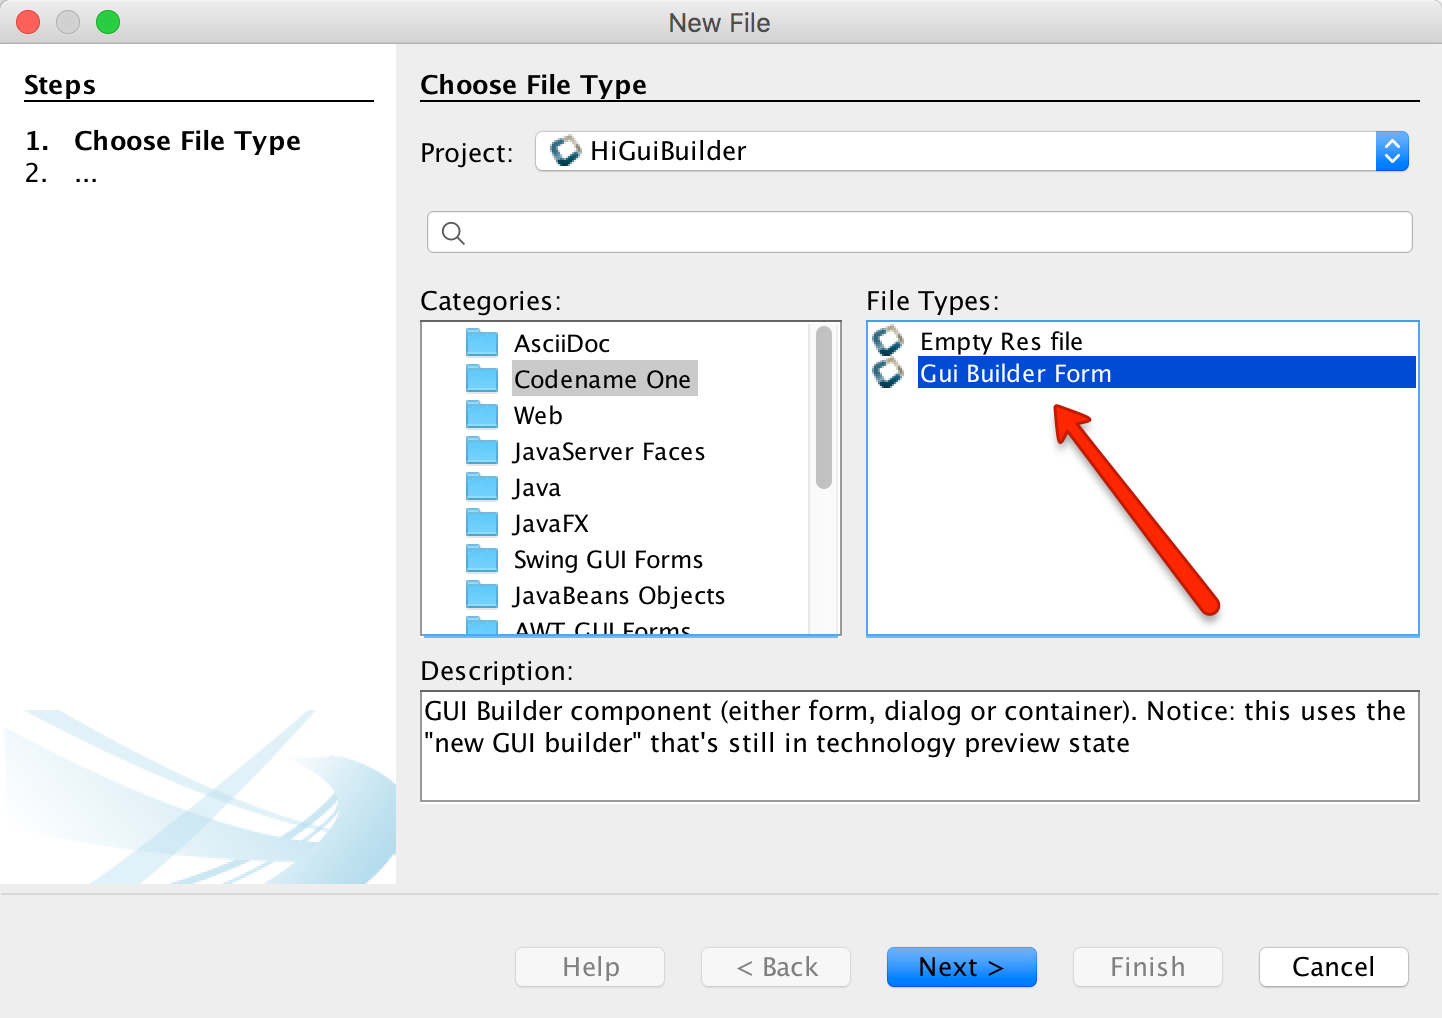 New File
Steps
1. Choose File Type
2. ...
Choose File Type
Project: HiGuiBuilder
Categories:
AsciiDoc
Codename One
Web
JavaServer Faces
Java
JavaFX
Swing GUI Forms
JavaBeans Objects
AWT GUI Forms
File Types:
Empty Res file
Gui Builder Form
Description:
GUI Builder component (either form, dialog or container). Notice: this uses the
"new GUI builder" that's still in technology preview state
Help < Back Next > Finish Cancel